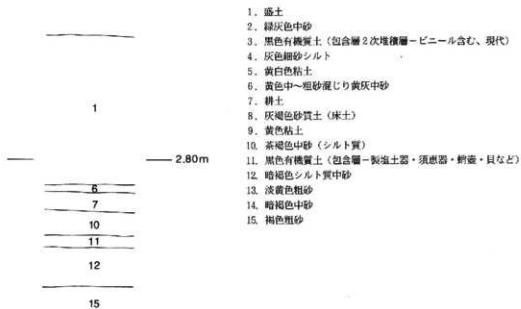 1. 盛土
2. 緑灰色中砂
3. 黒色有機質土（包含層2次堆積層－ビニール含む、現代）
4. 灰色細砂シルト
5. 黄白色粘土
6. 黄色中～粗砂混じり黄灰中砂
7. 耕土
8. 灰褐色砂質土（床土）
9. 黄色粘土
10. 茶褐色中砂（シルト質）
11. 黒色有機質土（包含層－製塩土器・須恵器・蛸壺・貝など）
12. 暗褐色シルト質中砂
13. 淡黄色粗砂
14. 暗褐色中砂
15. 褐色粗砂
1
2.80m
6
7
10
11
12
15